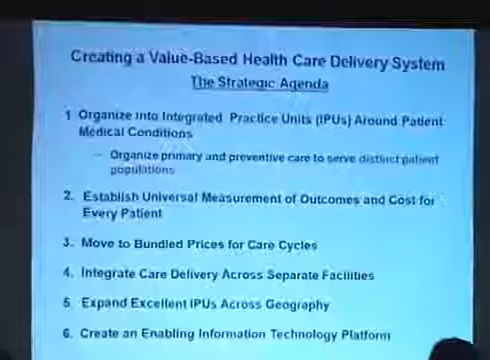 Creating a Value-Based Health Care Delivery System
The Strategic Agenda
1 Organize into Integrated Practice Units (IPUs) Around Patient
Medical Conditions
– Organize primary and preventive care to serve distinct patient
populations
2. Establish Universal Measurement of Outcomes and Cost for
Every Patient
3. Move to Bundled Prices for Care Cycles
4. Integrate Care Delivery Across Separate Facilities
5 Expand Excellent IPUs Across Geography
6. Create an Enabling Information Technology Platform